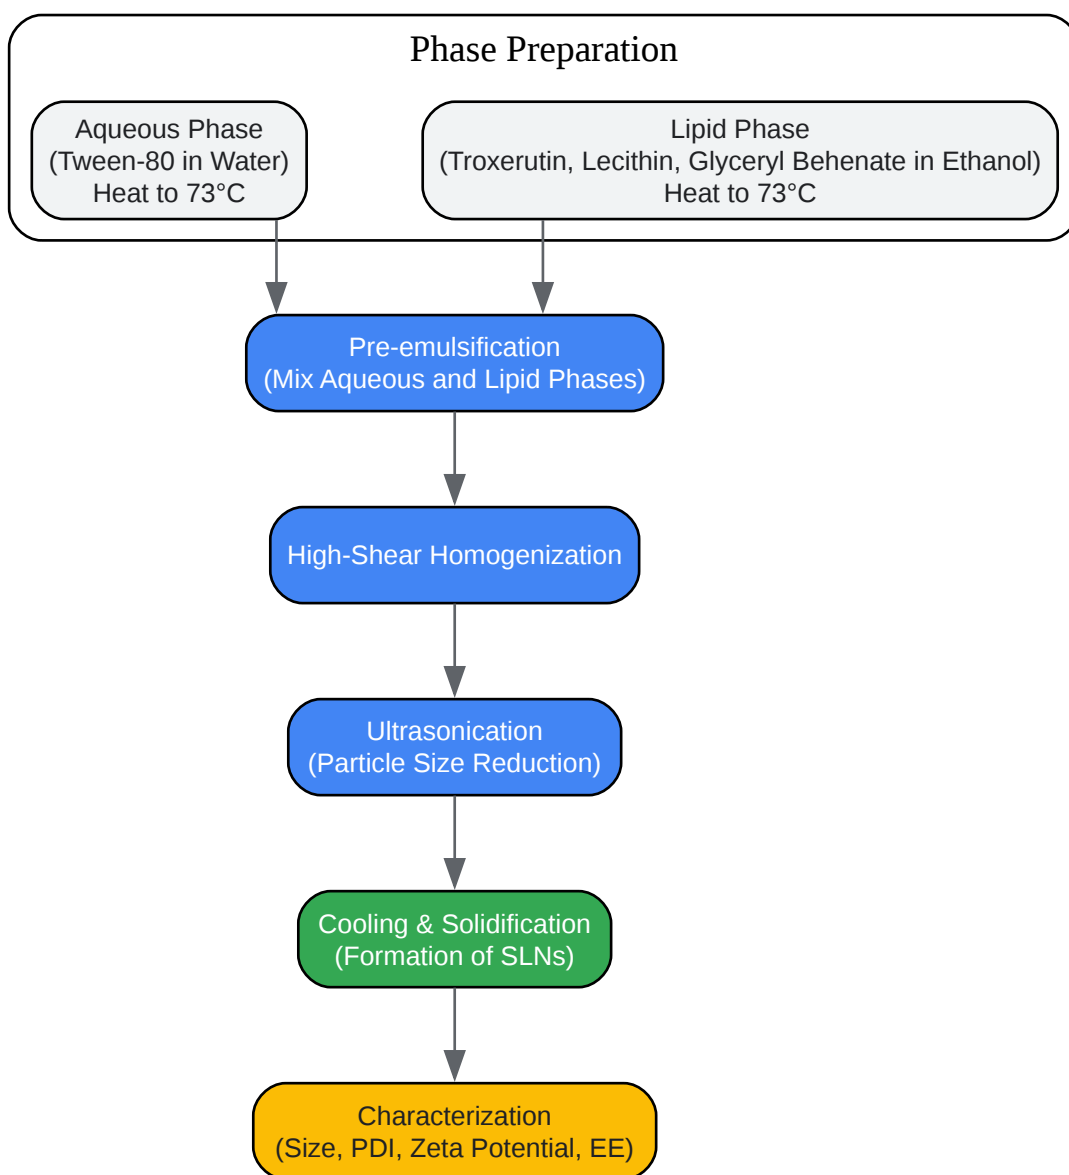 Phase Preparation
Aqueous Phase
(Tween-80 in Water)
Heat to 73°C
Lipid Phase
(Troxerutin, Lecithin, Glyceryl Behenate in Ethanol)
Heat to 73°C
Pre-emulsification
(Mix Aqueous and Lipid Phases)
High-Shear Homogenization
Ultrasonication
(Particle Size Reduction)
Cooling & Solidification
(Formation of SLNs)
Characterization
(Size, PDI, Zeta Potential, EE)